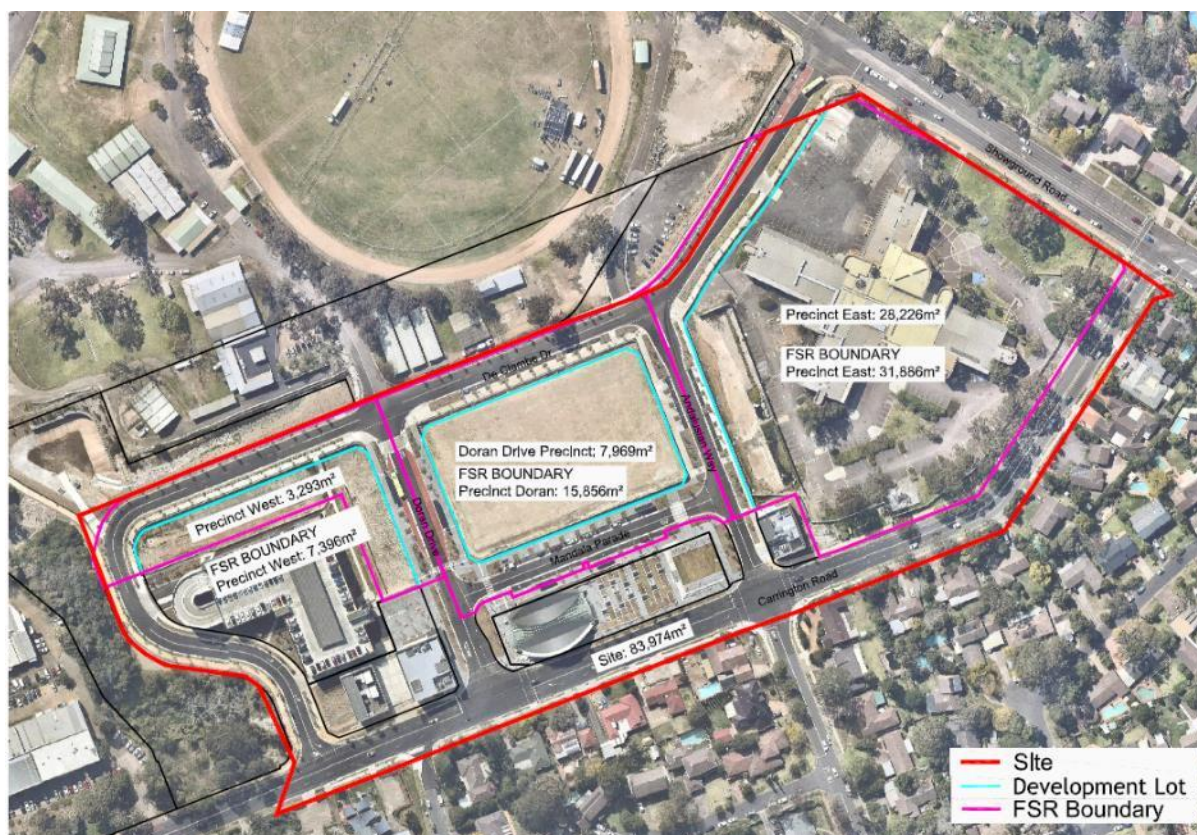 Showground Road
Precinct East: 28,226m²
FSR BOUNDARY
Precinct East: 31,886m²
De Clambe Dr
Andalusian Way
Doran Drive Precinct: 7,969m²
FSR BOUNDARY
Precinct Doran: 15,856m²
Precinct West: 3,293m²
FSR BOUNDARY
Precinct West: 7,396m²
Doran Drive
Mandala Parade
Carrington Road
Site: 83,974m²
SIte
Development Lot
FSR Boundary